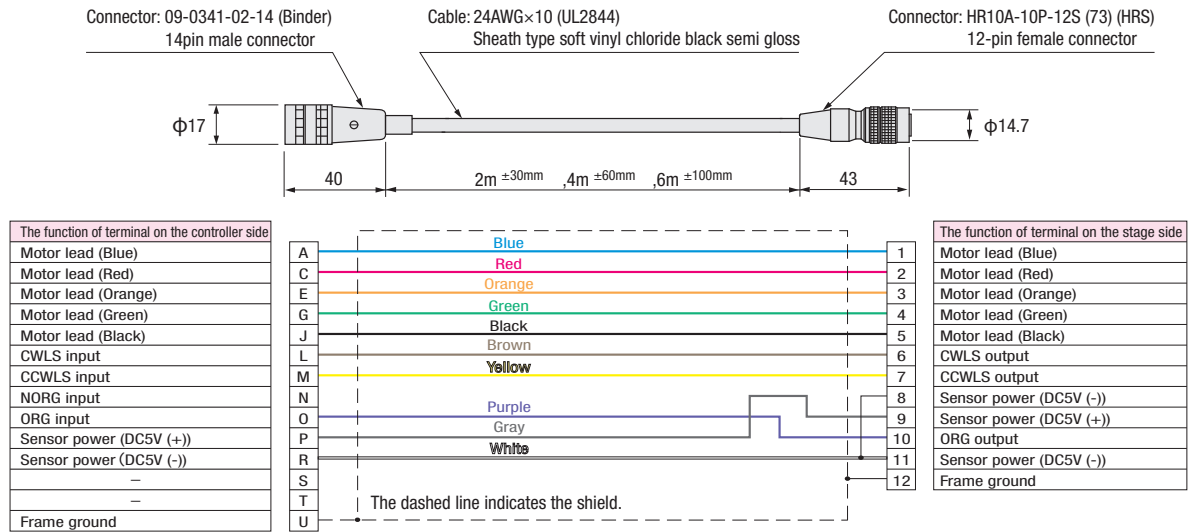 Connector: 09-0341-02-14 (Binder)
14pin male connector
Cable: 24AWG×10 (UL2844)
Sheath type soft vinyl chloride black semi gloss
Connector: HR10A-10P-12S (73) (HRS)
12-pin female connector
Φ17
Φ14.7
40
2m ±30mm ,4m ±60mm ,6m ±100mm
43
The function of terminal on the controller side
Motor lead (Blue)
Motor lead (Red)
Motor lead (Orange)
Motor lead (Green)
Motor lead (Black)
CWLS input
CCWLS input
NORG input
ORG input
Sensor power (DC5V (+))
Sensor power (DC5V (-))
–
–
Frame ground
A
C
E
G
J
L
M
N
O
P
R
S
T
U
Blue
Red
Orange
Green
Black
Brown
Yellow
Purple
Gray
White
The dashed line indicates the shield.
1
2
3
4
5
6
7
8
9
10
11
12
The function of terminal on the stage side
Motor lead (Blue)
Motor lead (Red)
Motor lead (Orange)
Motor lead (Green)
Motor lead (Black)
CWLS output
CCWLS output
Sensor power (DC5V (-))
Sensor power (DC5V (+))
ORG output
Sensor power (DC5V (-))
Frame ground